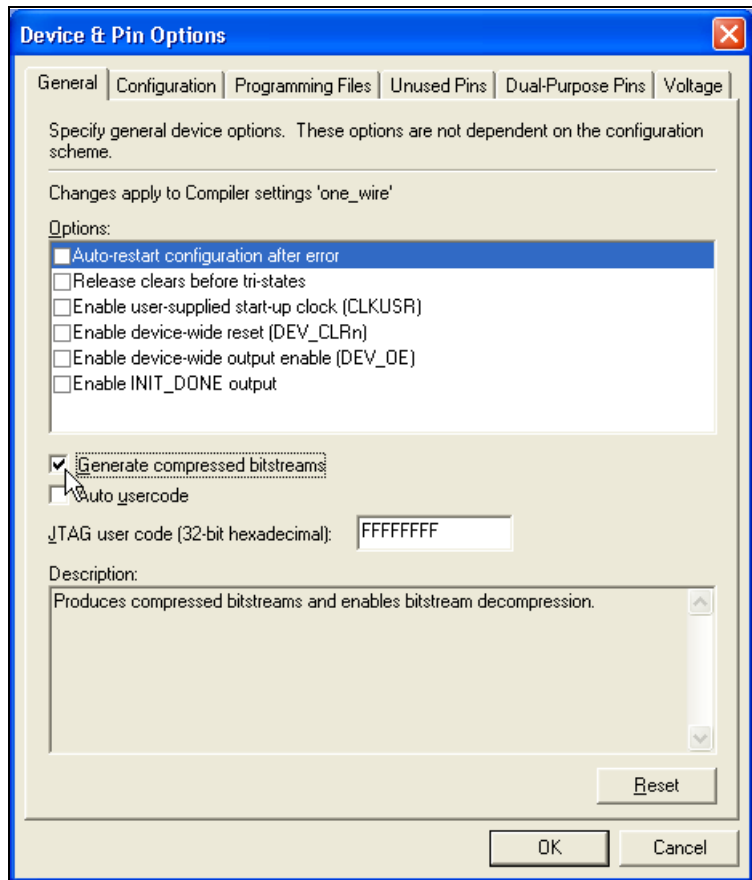 Device & Pin Options
General Configuration Programming Files Unused Pins Dual-Purpose Pins Voltage
Specify general device options. These options are not dependent on the configuration
scheme.
Changes apply to Compiler settings 'one_wire'
Options:
Auto-restart configuration after error
Release clears before tri-states
Enable user-supplied start-up clock (CLKUSR)
Enable device-wide reset (DEV_CLRn)
Enable device-wide output enable (DEV_OE)
Enable INIT_DONE output
Generate compressed bitstreams
Auto usercode
JTAG user code (32-bit hexadecimal): FFFFFFFF
Description:
Produces compressed bitstreams and enables bitstream decompression.
Reset
OK Cancel